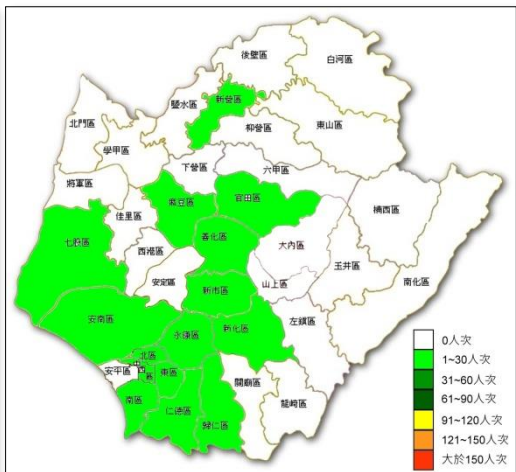 後壁區
白河區
鹽水區
新營區
北門區
東山區
柳營區
學甲區
下營區
六甲區
將軍區
麻豆區
官田區
楠西區
佳里區
七股區
善化區
大內區
西港區
玉井區
安定區
山上區
南化區
新市區
安南區
左鎮區
永康區
新化區
北區
安平區
中西區
東區
關廟區
南區
仁德區
龍崎區
歸仁區
0人次
1~30人次
31~60人次
61~90人次
91~120人次
121~150人次
大於150人次